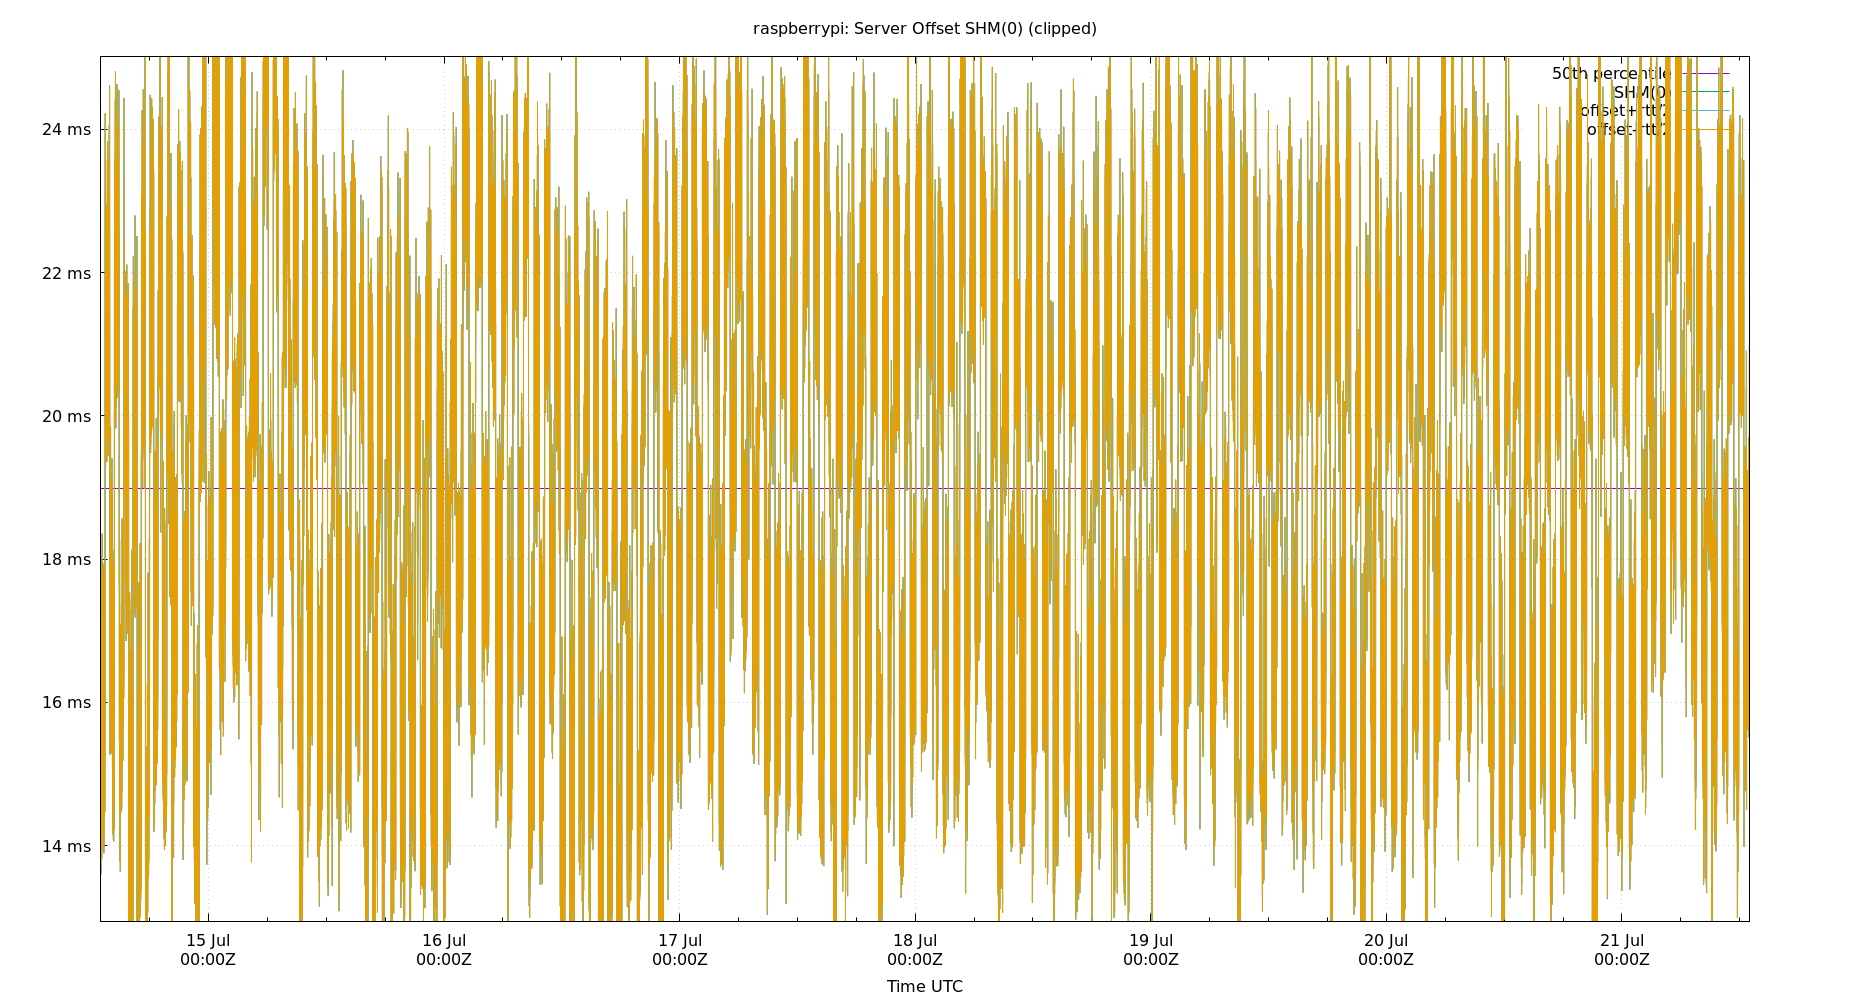 raspberrypi: Server Offset SHM(0) (clipped)
50th percentile
SHM(0)
offset+rtt/2
offset-rtt/2
24 ms
22 ms
20 ms
18 ms
16 ms
14 ms
15 Jul
00:00Z
16 Jul
00:00Z
17 Jul
00:00Z
18 Jul
00:00Z
19 Jul
00:00Z
20 Jul
00:00Z
21 Jul
00:00Z
Time UTC